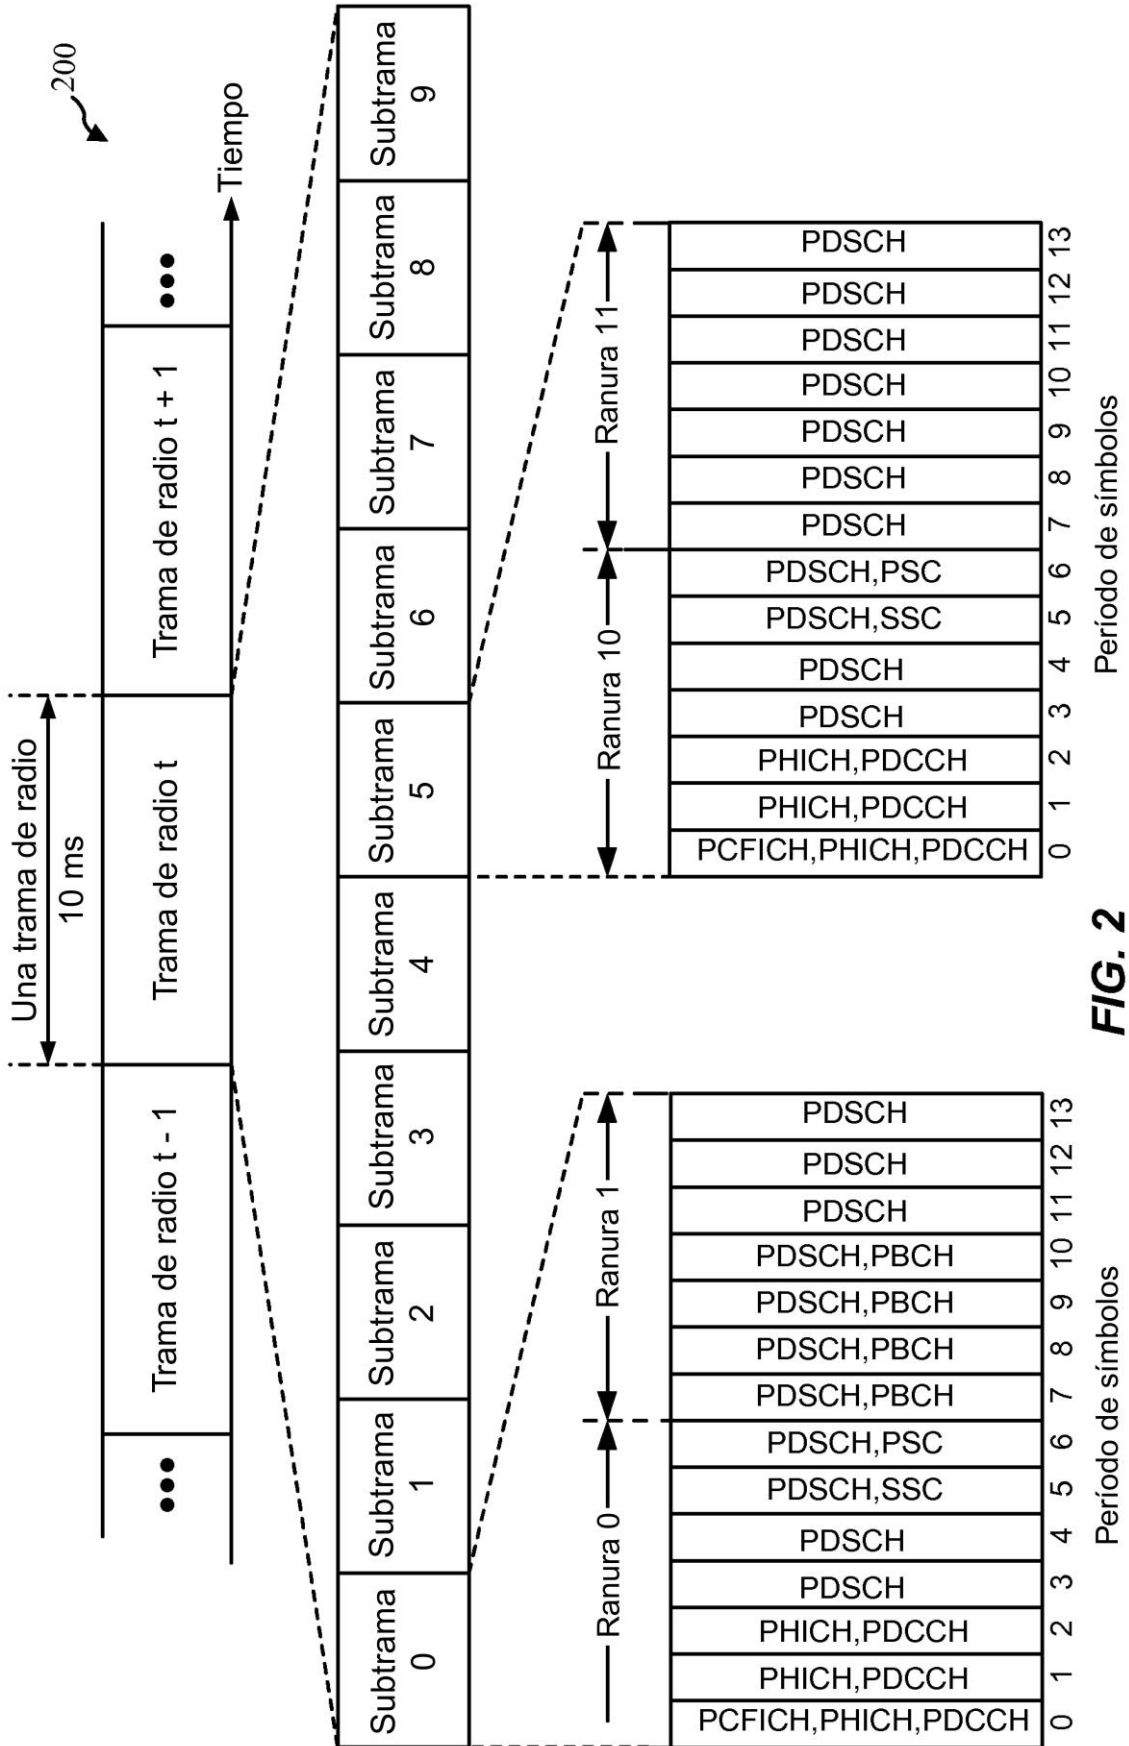 200
Una trama de radio
10 ms
••• Trama de radio t - 1 Trama de radio t Trama de radio t + 1 •••
Tiempo
Subtrama 0
Subtrama 1
Subtrama 2
Subtrama 3
Subtrama 4
Subtrama 5
Subtrama 6
Subtrama 7
Subtrama 8
Subtrama 9
Ranura 0
Ranura 1
PCFICH,PHICH,PDCCH
PHICH,PDCCH
PHICH,PDCCH
PDSCH
PDSCH
PDSCH,SSC
PDSCH,PSC
PDSCH,PBCH
PDSCH,PBCH
PDSCH,PBCH
PDSCH,PBCH
PDSCH
PDSCH
PDSCH
0 1 2 3 4 5 6 7 8 9 10 11 12 13
Período de símbolos
Ranura 10
Ranura 11
PCFICH,PHICH,PDCCH
PHICH,PDCCH
PHICH,PDCCH
PDSCH
PDSCH
PDSCH,SSC
PDSCH,PSC
PDSCH
PDSCH
PDSCH
PDSCH
PDSCH
PDSCH
PDSCH
0 1 2 3 4 5 6 7 8 9 10 11 12 13
Período de símbolos
FIG. 2